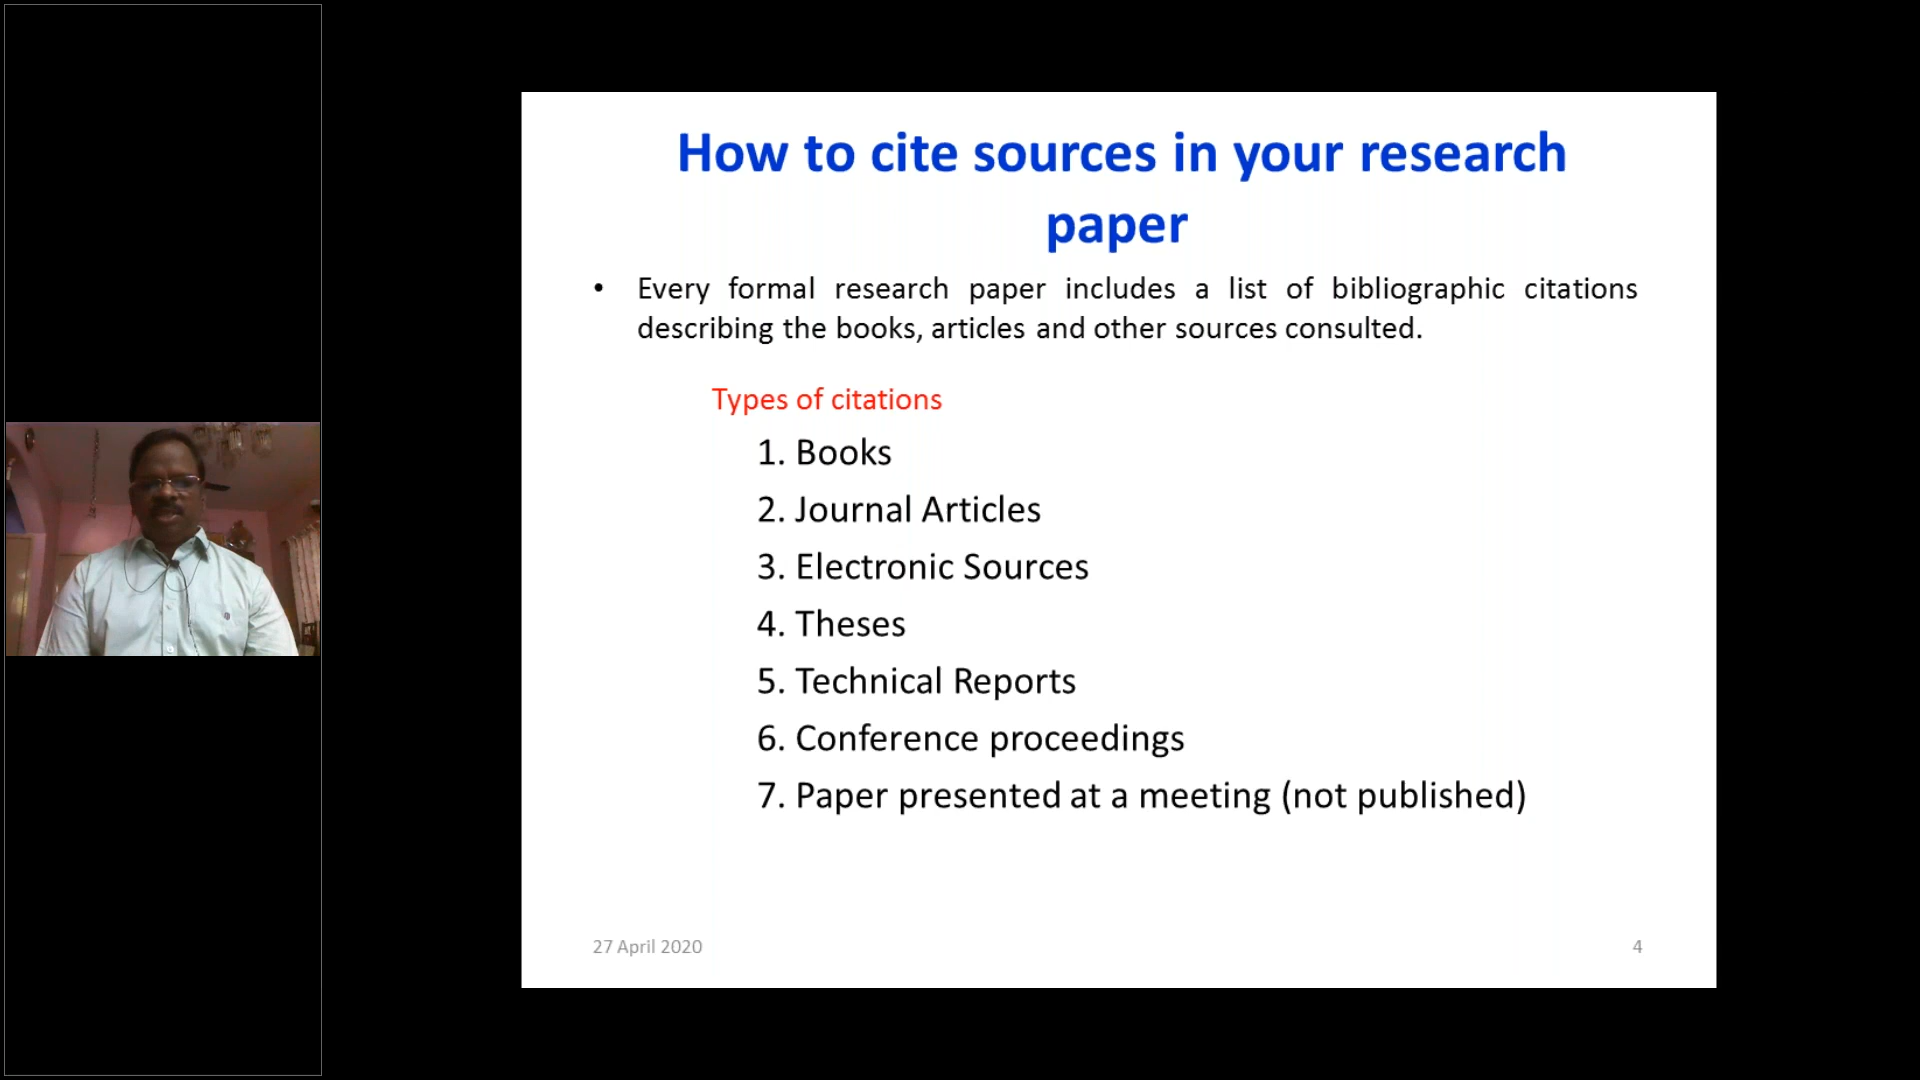 How to cite sources in your research
paper
• Every formal research paper includes a list of bibliographic citations
describing the books, articles and other sources consulted.
Types of citations
1. Books
2. Journal Articles
3. Electronic Sources
4. Theses
5. Technical Reports
6. Conference proceedings
7. Paper presented at a meeting (not published)
27 April 2020
4